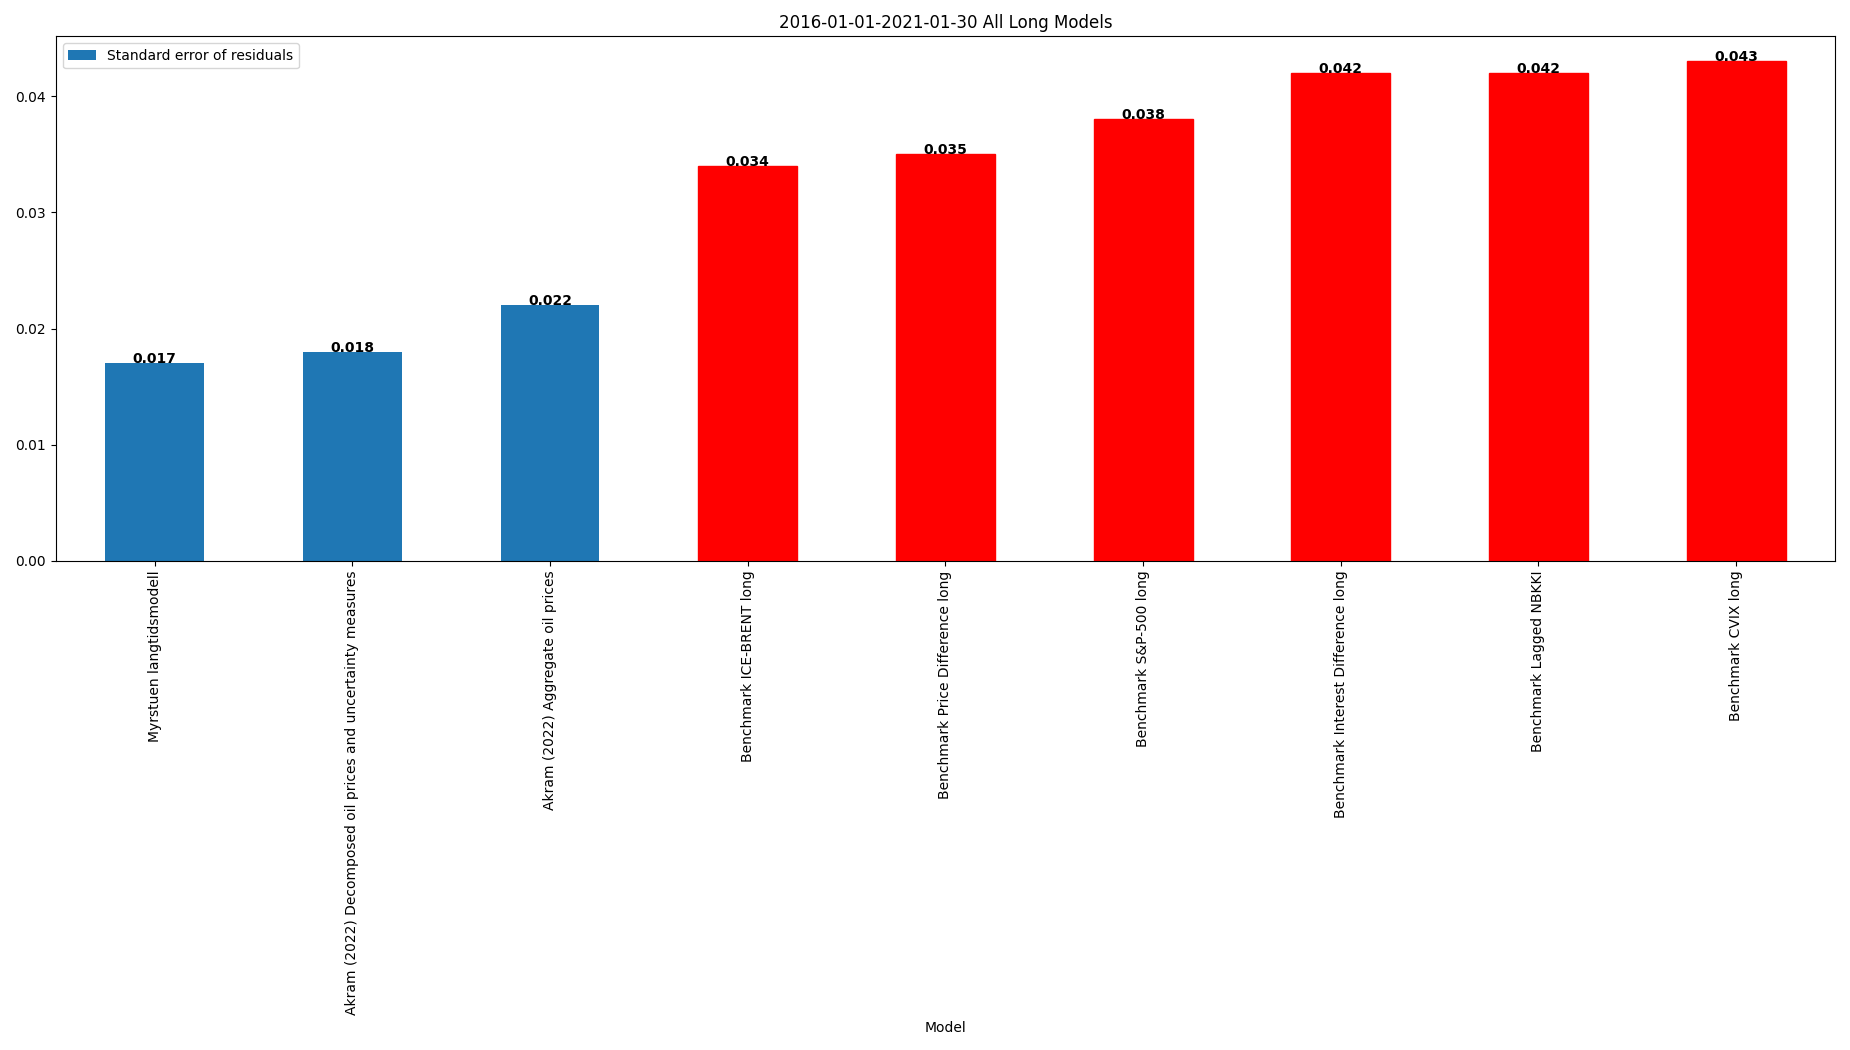 2016-01-01-2021-01-30 All Long Models
Standard error of residuals
0.04
0.03
0.02
0.01
0.00
0.017
0.018
0.022
0.034
0.035
0.038
0.042
0.042
0.043
Myrstuen langtidsmodell
Akram (2022) Decomposed oil prices and uncertainty measures
Akram (2022) Aggregate oil prices
Benchmark ICE-BRENT long
Benchmark Price Difference long
Benchmark S&P-500 long
Benchmark Interest Difference long
Benchmark Lagged NBKKI
Benchmark CVIX long
Model